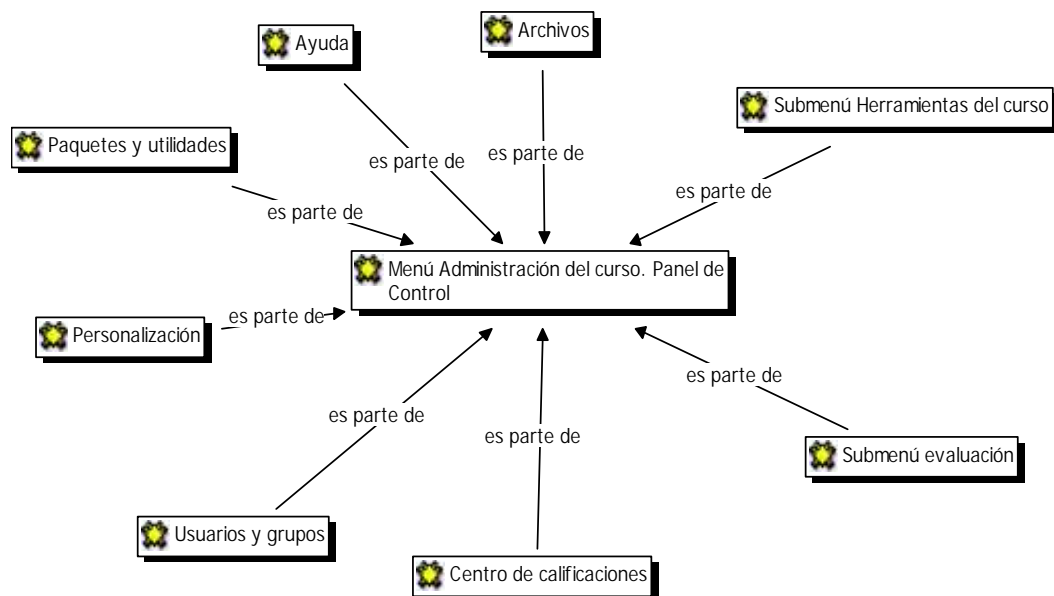 Archivos
Ayuda
Submenú Herramientas del curso
Paquetes y utilidades
es parte de
es parte de
es parte de
es parte de
Menú Administración del curso. Panel de
Control
es parte de
Personalización
es parte de
es parte de
es parte de
Submenú evaluación
Usuarios y grupos
Centro de calificaciones